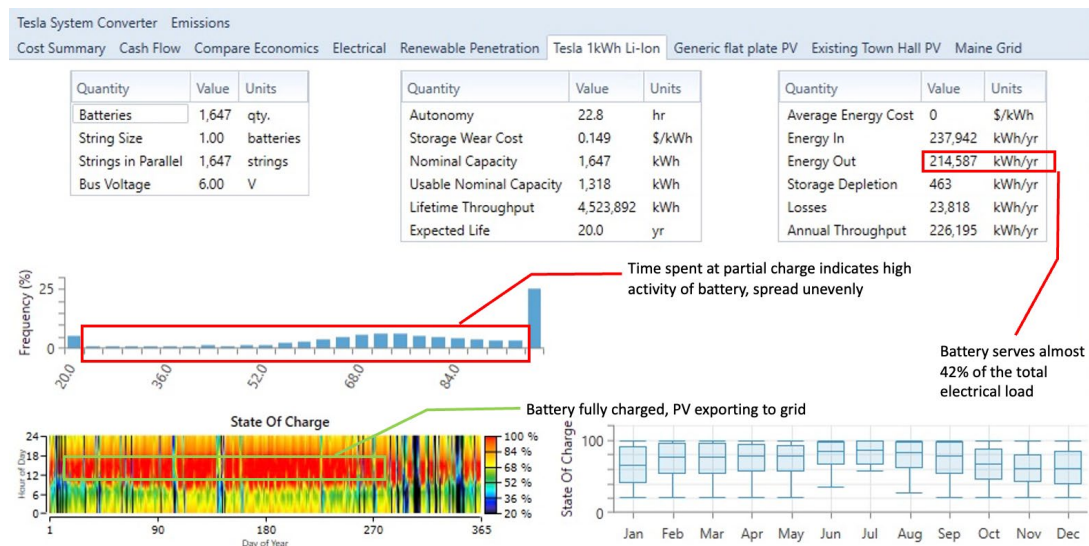 Tesla System Converter Emissions
Cost Summary Cash Flow Compare Economics Electrical Renewable Penetration Tesla 1kWh Li-Ion Generic flat plate PV Existing Town Hall PV Maine Grid
Quantity Value Units
Batteries 1,647 qty.
String Size 1.00 batteries
Strings in Parallel 1,647 strings
Bus Voltage 6.00 V
Quantity Value Units
Autonomy 22.8 hr
Storage Wear Cost 0.149 $/kWh
Nominal Capacity 1,647 kWh
Usable Nominal Capacity 1,318 kWh
Lifetime Throughput 4,523,892 kWh
Expected Life 20.0 yr
Quantity Value Units
Average Energy Cost 0 $/kWh
Energy In 237,942 kWh/yr
Energy Out 214,587 kWh/yr
Storage Depletion 463 kWh/yr
Losses 23,818 kWh/yr
Annual Throughput 226,195 kWh/yr
Time spent at partial charge indicates high
activity of battery, spread unevenly
Frequency (%)
25
0
20.0 36.0 52.0 68.0 84.0
Battery serves almost
42% of the total
electrical load
Battery fully charged, PV exporting to grid
State Of Charge
Hour of Day
24
18
12
6
0
1 90 180 270 365
Day of Year
100 %
84 %
68 %
52 %
36 %
20 %
State Of Charge
100
0
Jan Feb Mar Apr May Jun Jul Aug Sep Oct Nov Dec